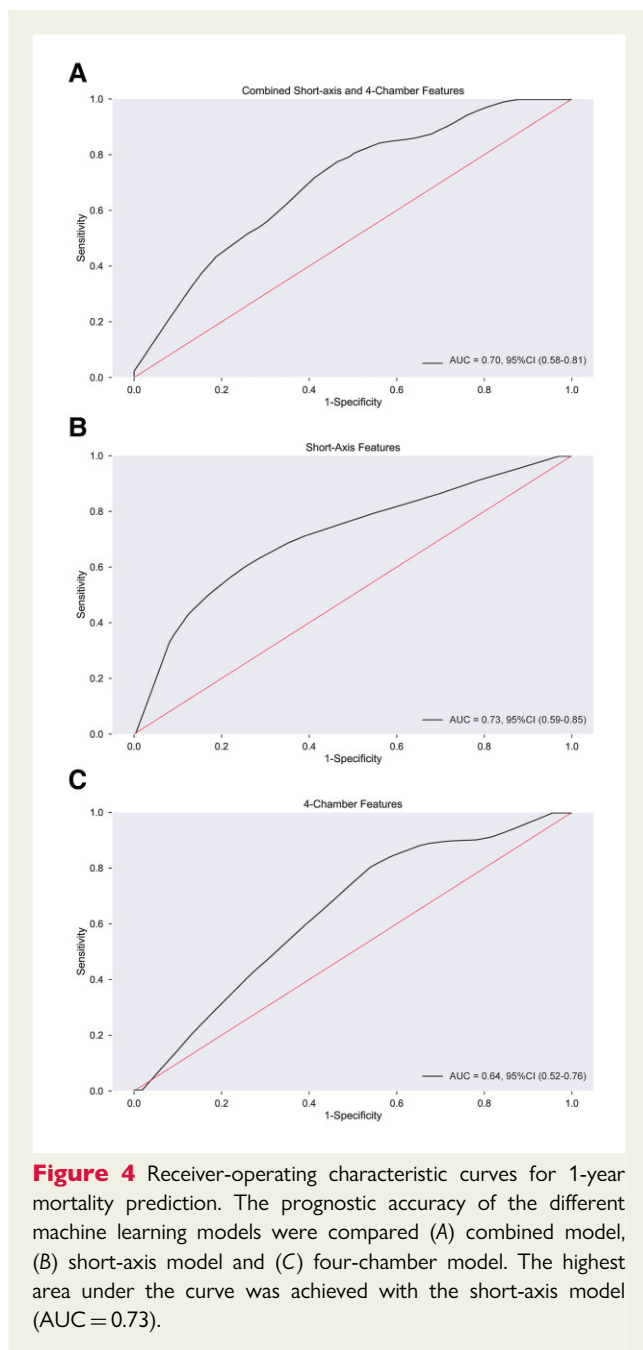 A
Combined Short-axis and 4-Chamber Features
1.0
0.8
0.6
0.4
0.2
0.0
Sensitivity
AUC = 0.70, 95%CI (0.58-0.81)
0.0 0.2 0.4 0.6 0.8 1.0
1-Specificity
B
Short-Axis Features
1.0
0.8
0.6
0.4
0.2
0.0
Sensitivity
AUC = 0.73, 95%CI (0.59-0.85)
0.0 0.2 0.4 0.6 0.8 1.0
1-Specificity
C
4-Chamber Features
1.0
0.8
0.6
0.4
0.2
0.0
Sensitivity
AUC = 0.64, 95%CI (0.52-0.76)
0.0 0.2 0.4 0.6 0.8 1.0
1-Specificity
Figure 4 Receiver-operating characteristic curves for 1-year
mortality prediction. The prognostic accuracy of the different
machine learning models were compared (A) combined model,
(B) short-axis model and (C) four-chamber model. The highest
area under the curve was achieved with the short-axis model
(AUC = 0.73).